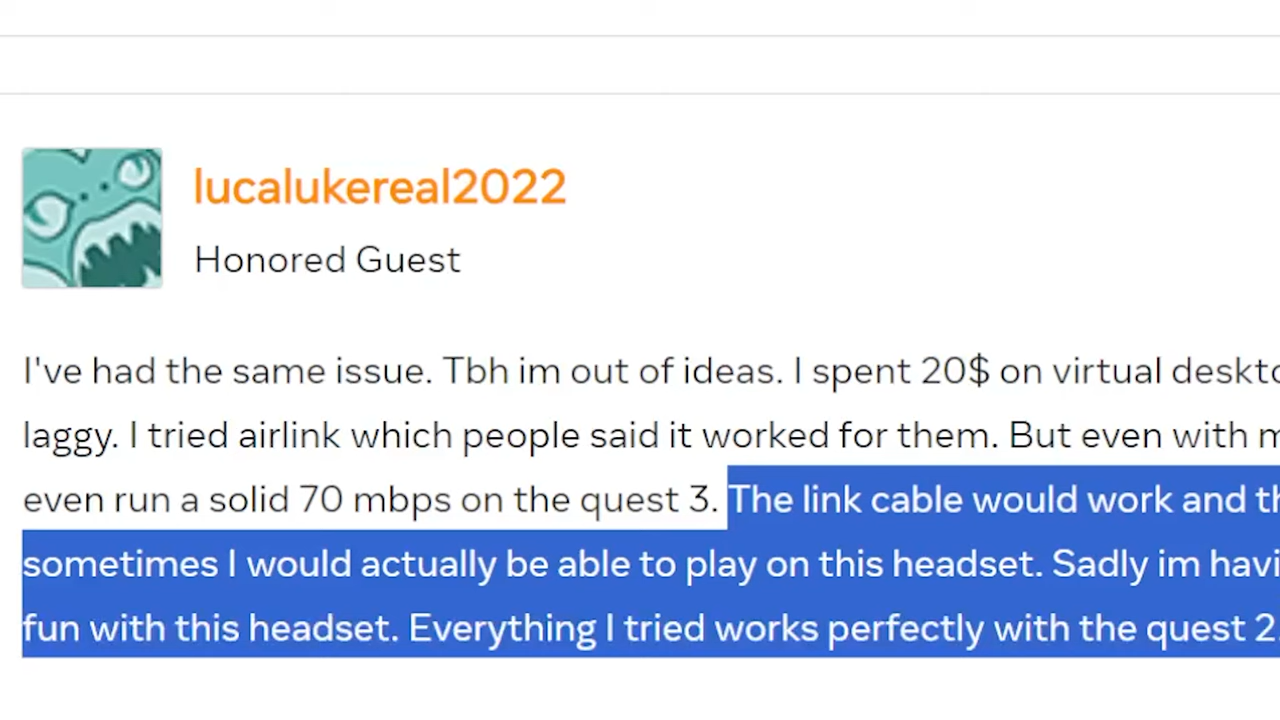 lucalukereal2022
Honored Guest
I've had the same issue. Tbh im out of ideas. I spent 20$ on virtual
laggy. I tried airlink which people said it worked for them. But even with
even run a solid 70 mbps on the quest 3. The link cable would work and
sometimes I would actually be able to play on this headset. Sadly im
fun with this headset. Everything I tried works perfectly with the quest 2.